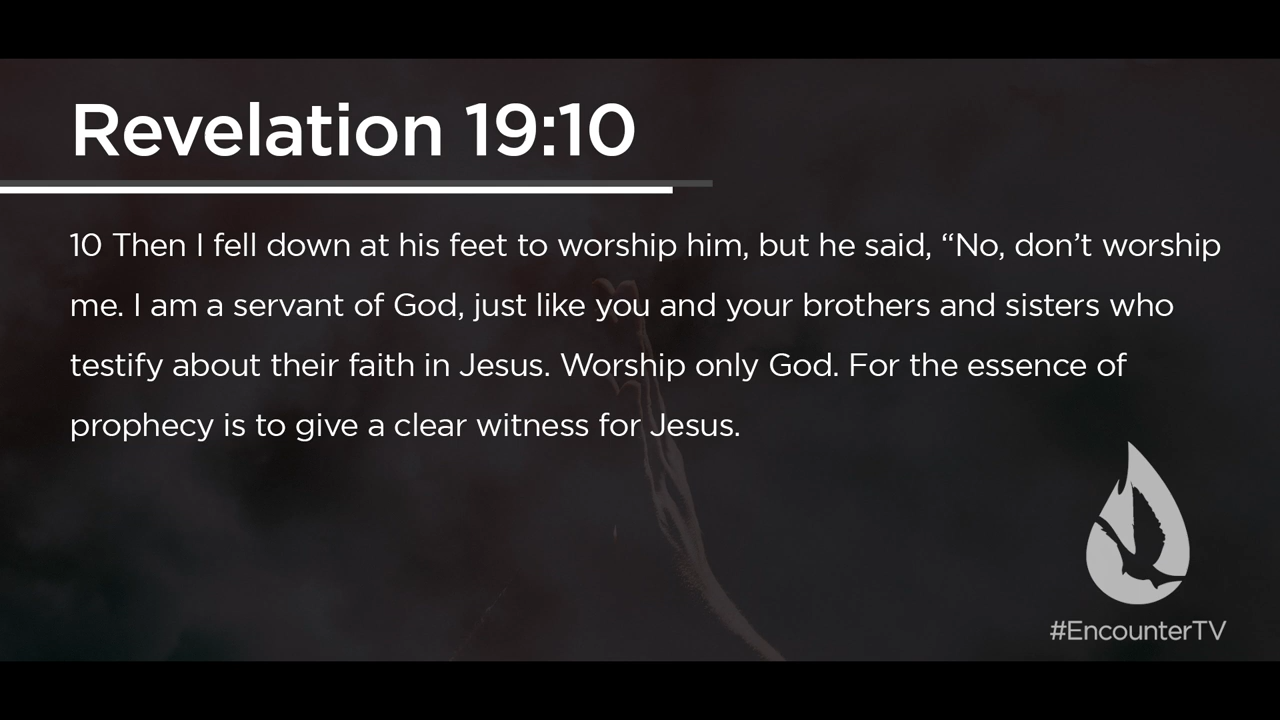 Revelation 19:10
10 Then I fell down at his feet to worship him, but he said, “No, don’t worship
me. I am a servant of God, just like you and your brothers and sisters who
testify about their faith in Jesus. Worship only God. For the essence of
prophecy is to give a clear witness for Jesus.
#EncounterTV